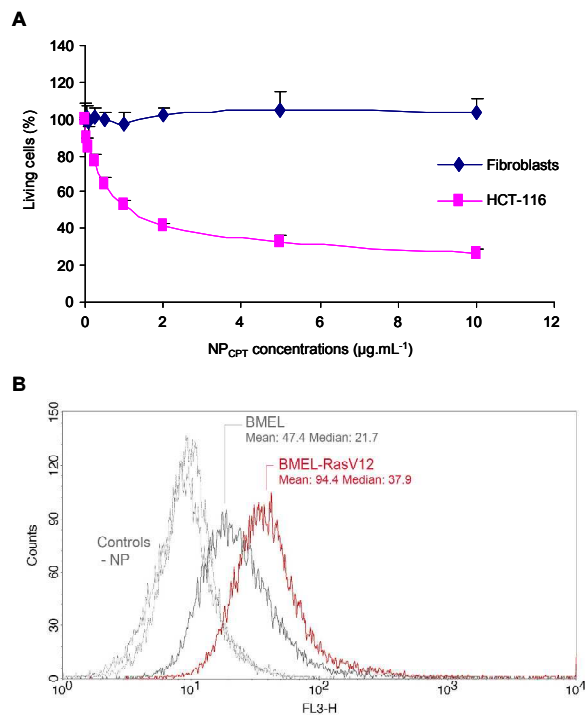 A
140
120
100
80
60
40
20
0
Living cells (%)
0 2 4 6 8 10 12
NPCPT concentrations (µg.mL-1)
Fibroblasts
HCT-116
B
150
120
90
60
30
0
Counts
BMEL
Mean: 47.4 Median: 21.7
BMEL-RasV12
Mean: 94.4 Median: 37.9
Controls
- NP
100 101 102 103 104
FL3-H